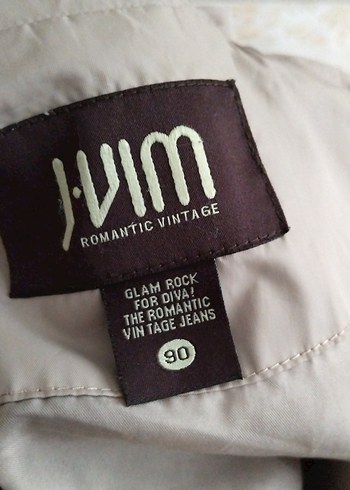 J.VIM
ROMANTIC VINTAGE
GLAM ROCK
FOR DIVA!
THE ROMANTIC
VIN TAGE JEANS
90